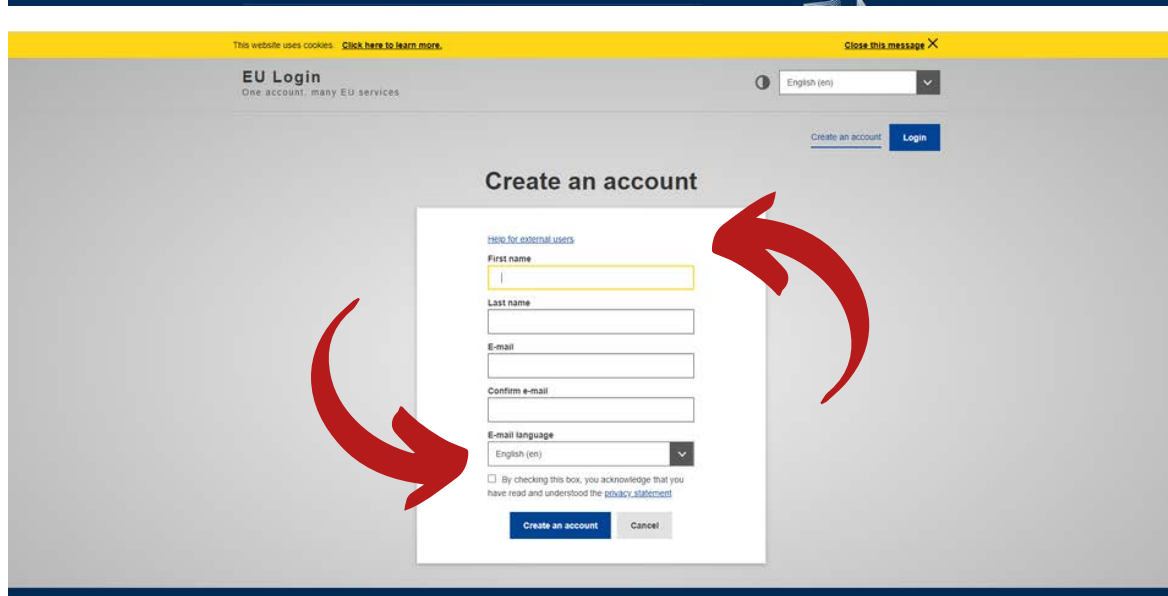 This website uses cookies. Click here to learn more.
Close this message
EU Login
One account, many EU services
English (en)
Create an account
Login
Create an account
Help for external users
First name
Last name
E-mail
Confirm e-mail
E-mail language
English (en)
By checking this box, you acknowledge that you
have read and understood the privacy statement
Create an account
Cancel